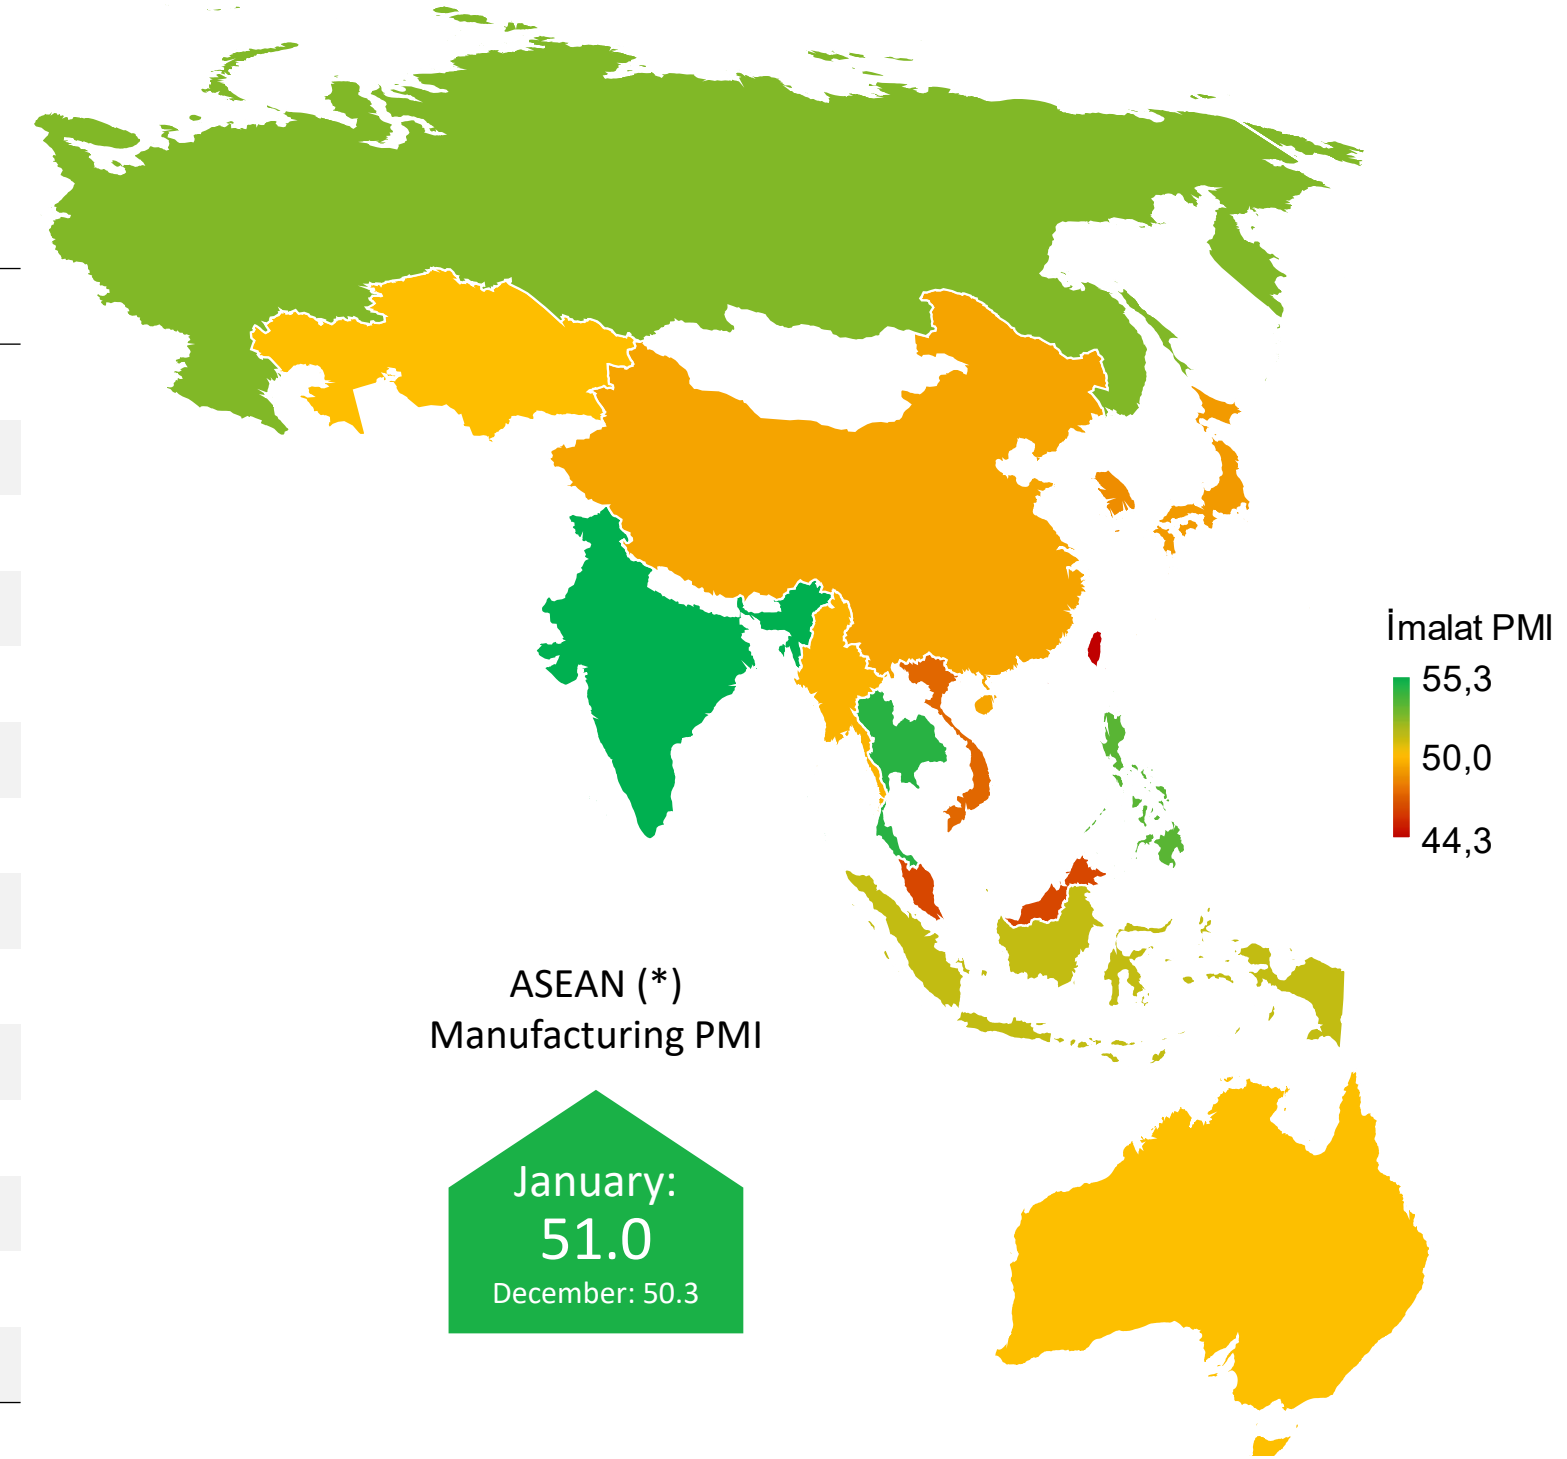 İmalat PMI
55,3
50,0
44,3
ASEAN (*)
Manufacturing PMI
January:
51.0
December: 50.3